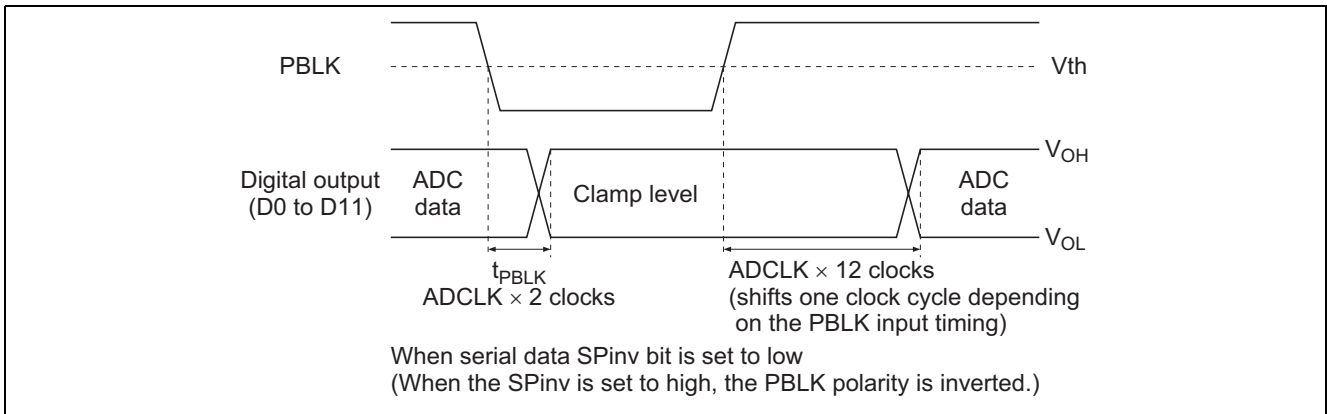 PBLK
Vth
Digital output
(D0 to D11)
ADC
data
Clamp level
ADC
data
VOH
VOL
tPBLK
ADCLK × 2 clocks
ADCLK × 12 clocks
(shifts one clock cycle depending
on the PBLK input timing)
When serial data SPinv bit is set to low
(When the SPinv is set to high, the PBLK polarity is inverted.)